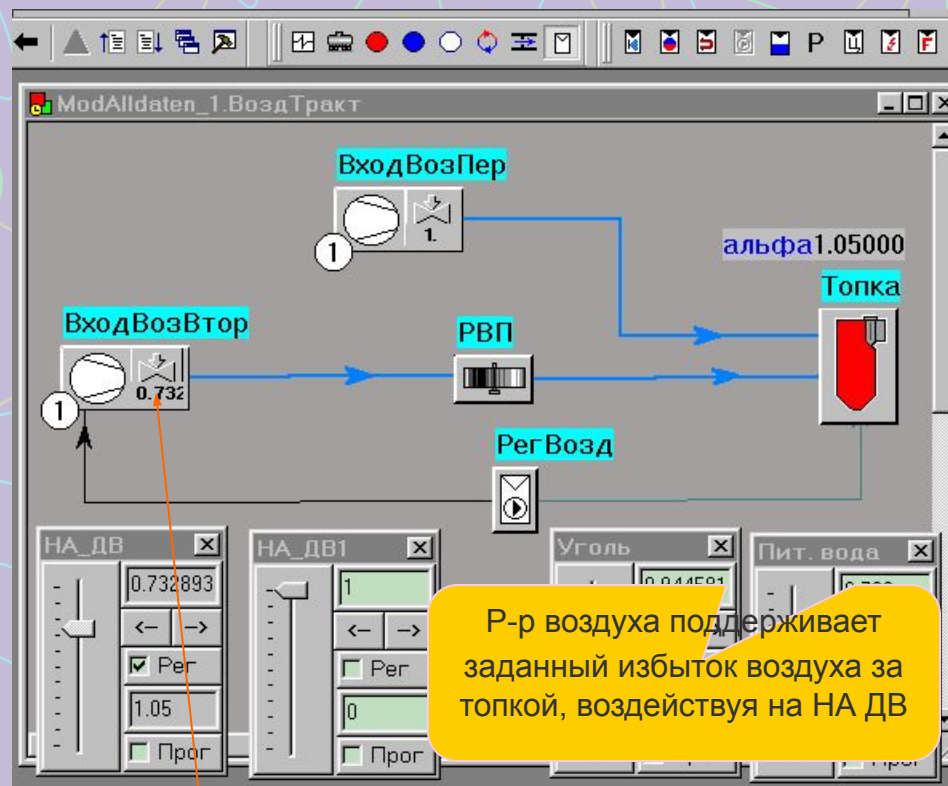 Р
Ц
F
ModAlldaten_1.ВоздТракт
ВходВозПер
1.
1
альфа1.05000
Топка
ВходВозВтор
0.732
1
РВП
РегВозд
НА_ДВ
0.732893
<- ->
Рег
1.05
Прог
НА_ДВ1
1
<- ->
Рег
0
Прог
Уголь
Пит. вода
Р-р воздуха поддерживает
заданный избыток воздуха за
топкой, воздействуя на НА ДВ